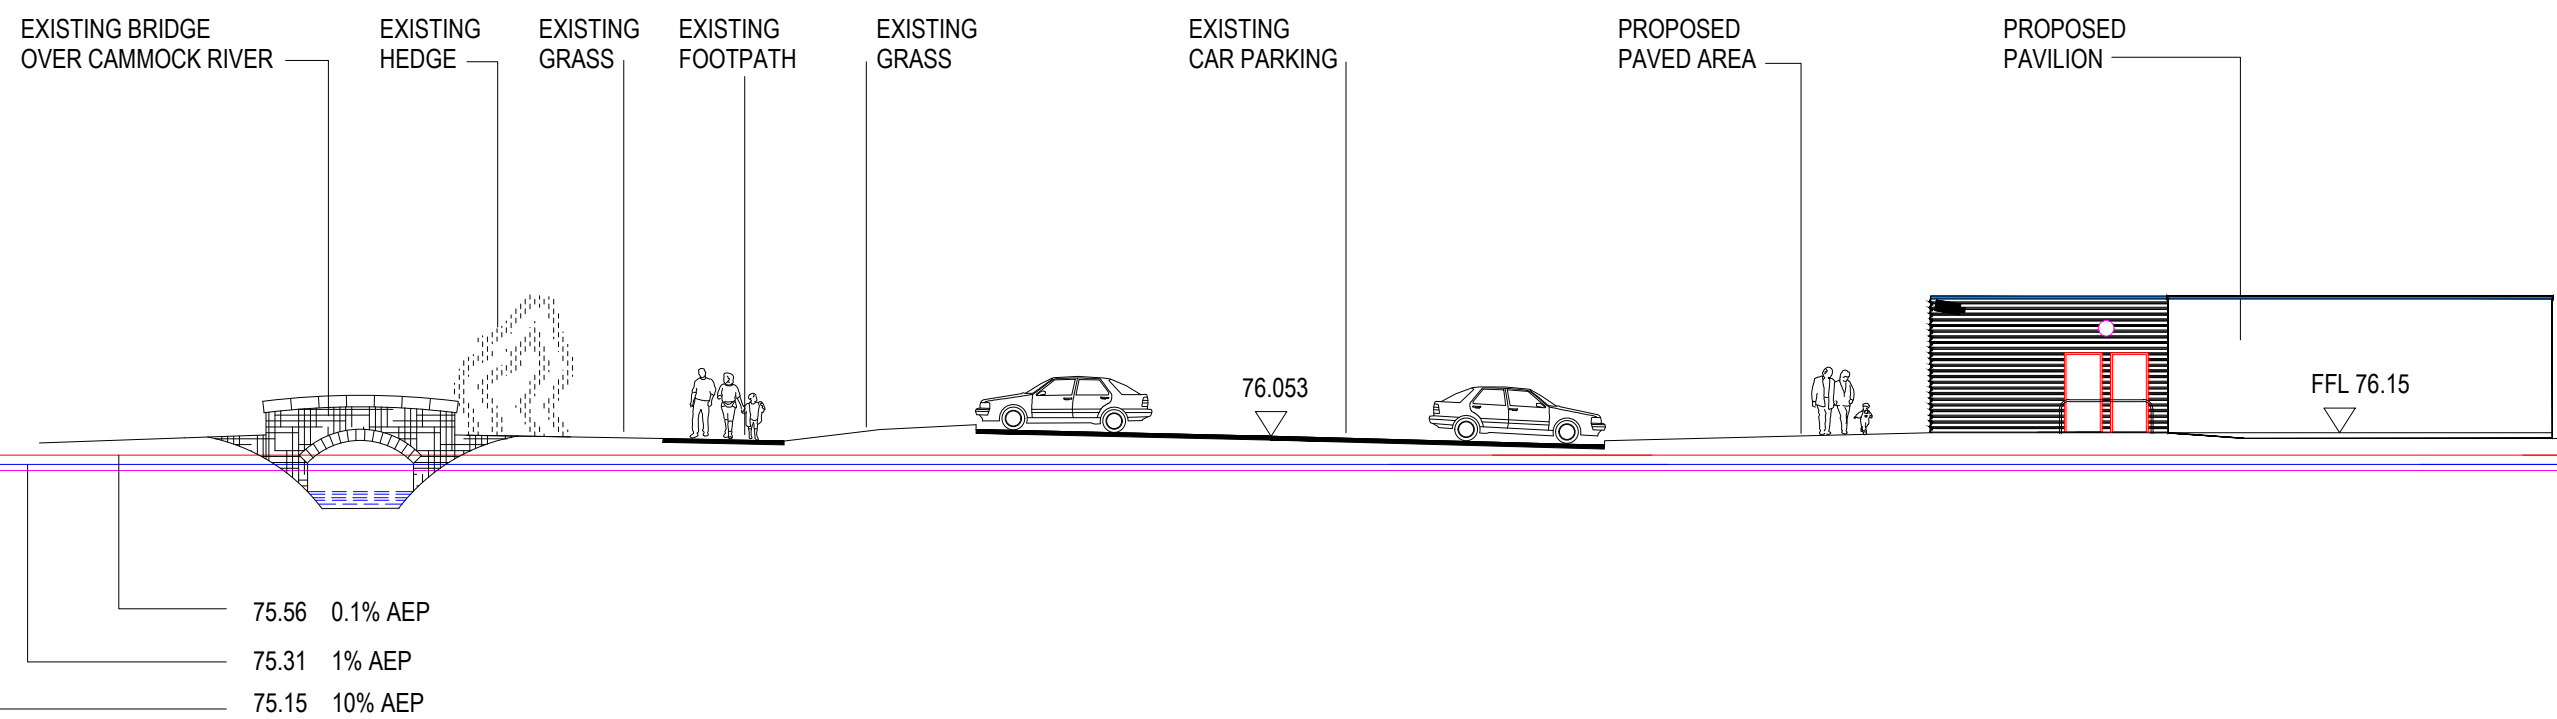 EXISTING BRIDGE
OVER CAMMOCK RIVER
EXISTING
HEDGE
EXISTING
GRASS
EXISTING
FOOTPATH
EXISTING
GRASS
EXISTING
CAR PARKING
PROPOSED
PAVED AREA
PROPOSED
PAVILION
76.053
FFL 76.15
75.56 0.1% AEP
75.31 1% AEP
75.15 10% AEP